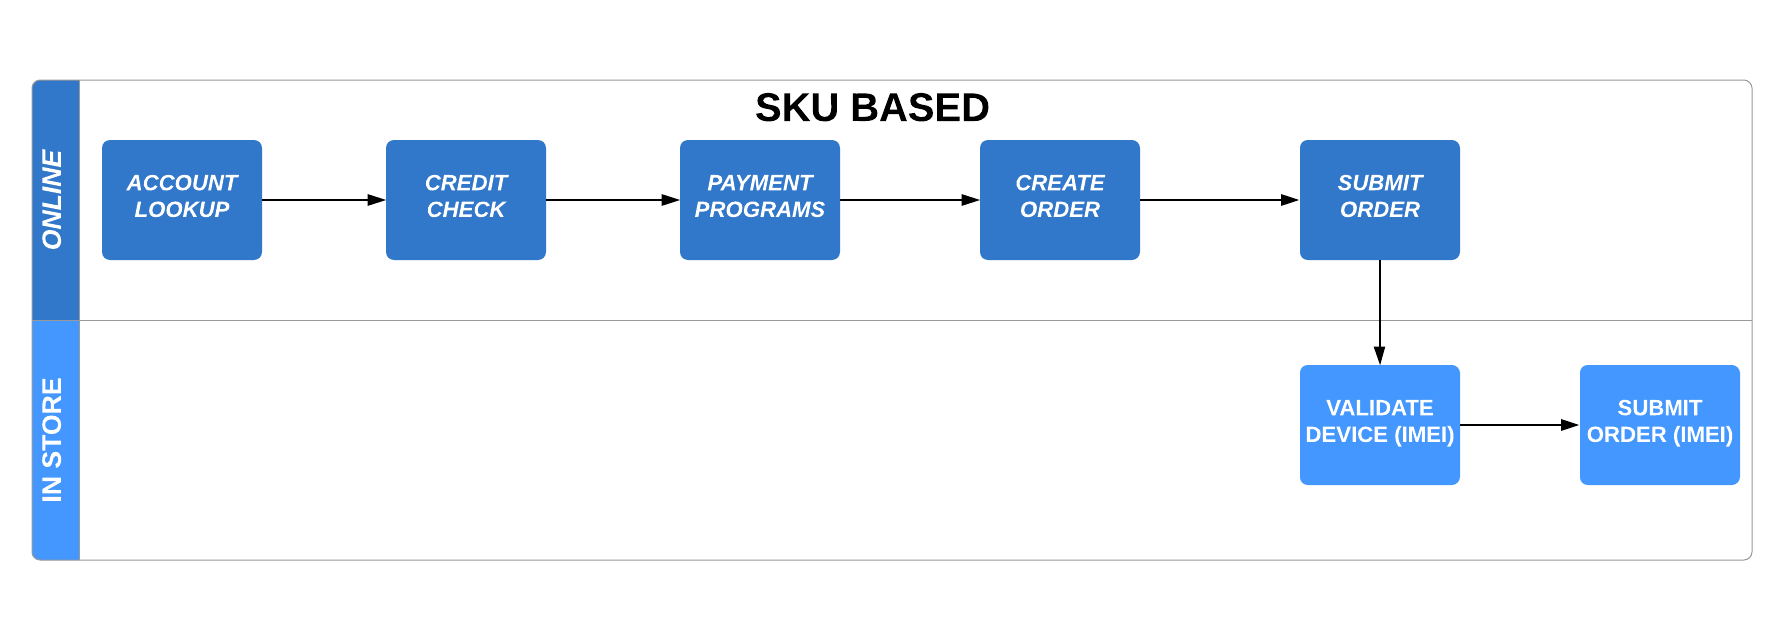 SKU BASED
ONLINE
ACCOUNT
LOOKUP
CREDIT
CHECK
PAYMENT
PROGRAMS
CREATE
ORDER
SUBMIT
ORDER
IN STORE
VALIDATE
DEVICE (IMEI)
SUBMIT
ORDER (IMEI)